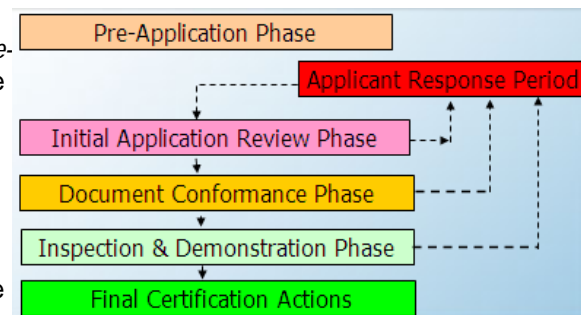 Pre-Application Phase
e-
e
Applicant Response Period
Initial Application Review Phase
Document Conformance Phase
Inspection & Demonstration Phase
e
Final Certification Actions